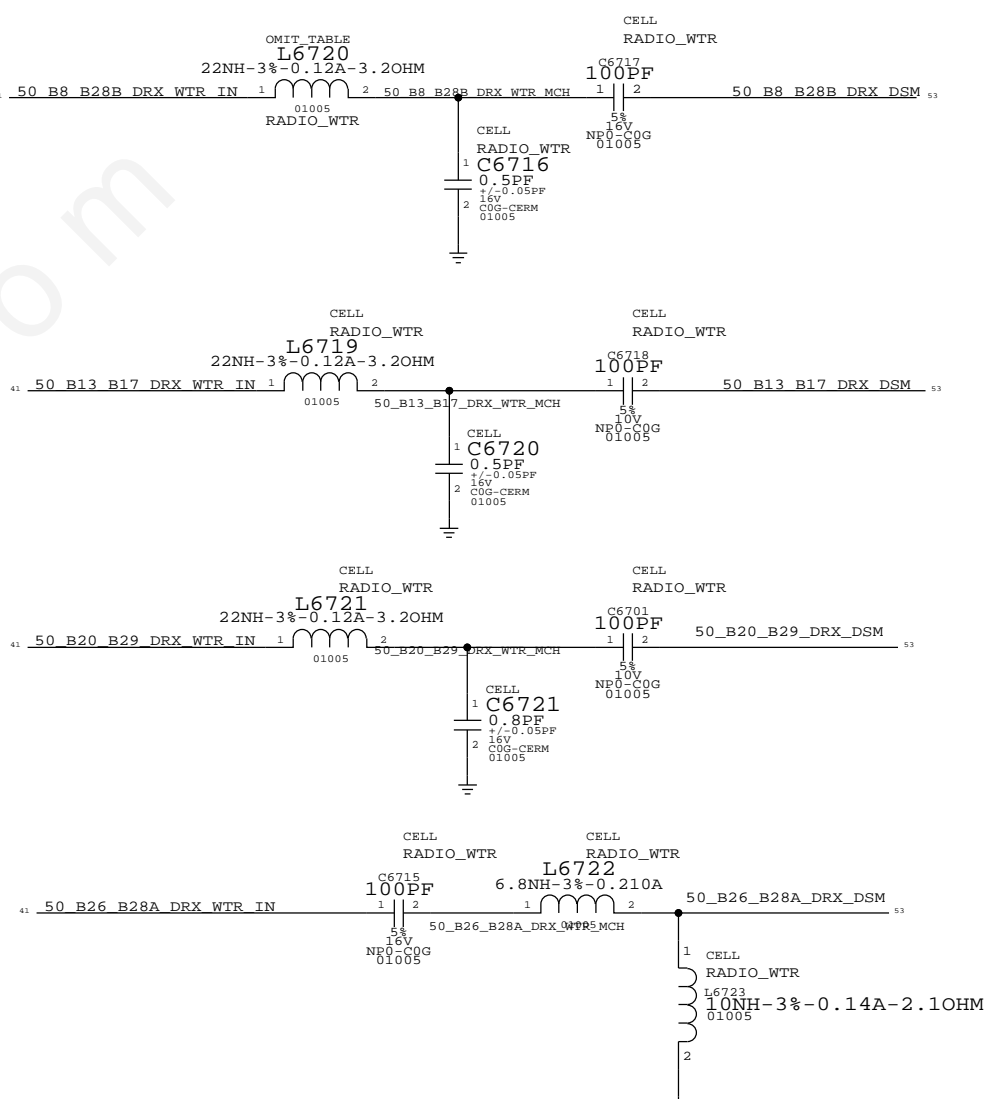 CELL
RADIO_WTR
OMIT_TABLE
L6720
22NH-3%-0.12A-3.2OHM
C6717
100PF
50_B8_B28B_DRX_WTR_IN
1
2
50_B8_B28B_DRX_WTR_MCH
1
2
50_B8_B28B_DRX_DSM
53
01005
RADIO_WTR
5%
16V
NP0-C0G
01005
CELL
RADIO_WTR
1
C6716
0.5PF
+/-0.05PF
16V
2
C0G-CERM
01005
om
CELL
RADIO_WTR
L6719
22NH-3%-0.12A-3.2OHM
CELL
RADIO_WTR
C6718
100PF
41
50_B13_B17_DRX_WTR_IN
1
2
1
2
50_B13_B17_DRX_DSM
53
01005
50_B13_B17_DRX_WTR_MCH
5%
10V
NP0-C0G
01005
CELL
1
C6720
0.5PF
+/-0.05PF
16V
2
C0G-CERM
01005
CELL
RADIO_WTR
L6721
22NH-3%-0.12A-3.2OHM
CELL
RADIO_WTR
C6701
100PF
41
50_B20_B29_DRX_WTR_IN
1
2
1
2
50_B20_B29_DRX_DSM
53
01005
50_B20_B29_DRX_WTR_MCH
5%
10V
NP0-C0G
01005
CELL
1
C6721
0.8PF
+/-0.05PF
16V
2
C0G-CERM
01005
CELL
RADIO_WTR
C6715
100PF
CELL
RADIO_WTR
L6722
6.8NH-3%-0.210A
41
50_B26_B28A_DRX_WTR_IN
1
2
1
2
50_B26_B28A_DRX_DSM
53
5%
16V
NP0-C0G
01005
50_B26_B28A_DRX_WTR_MCH
01005
1
CELL
RADIO_WTR
L6723
10NH-3%-0.14A-2.1OHM
01005
2